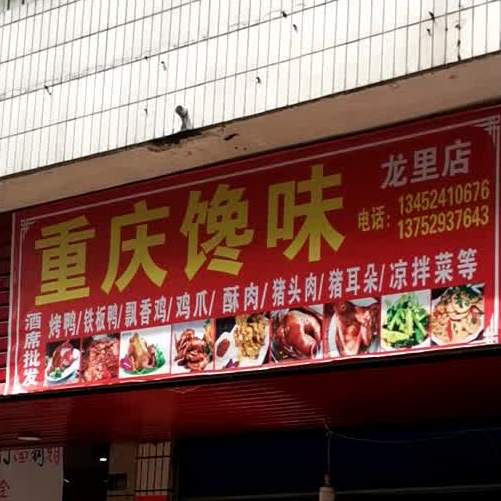 重庆馋味
龙里店
电话：13452410676
13752937643
烤鸭/铁板鸭/飘香鸡/鸡爪/酥肉/猪头肉/猪耳朵/凉拌菜等
酒席批发